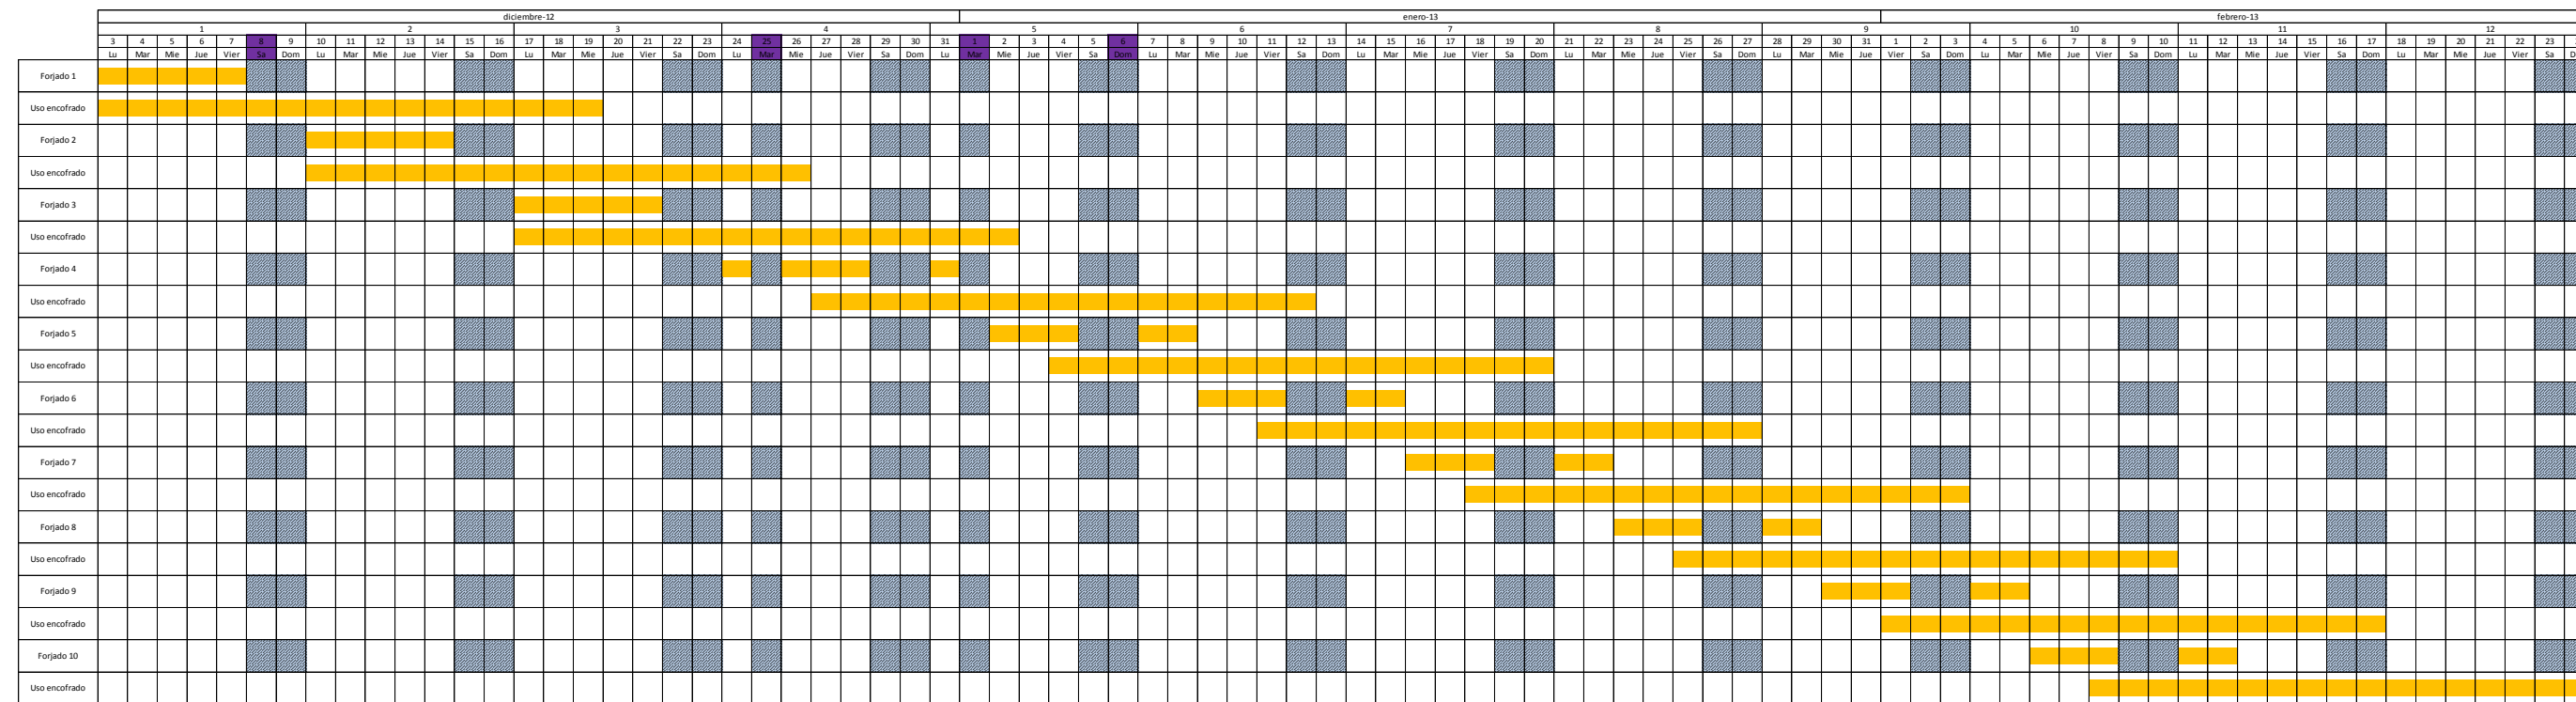 diciembre-12 enero-13 febrero-13
1 2 3 4 5 6 7 8 9 10 11 12
3 4 5 6 7 8 9 10 11 12 13 14 15 16 17 18 19 20 21 22 23 24 25 26 27 28 29 30 31 1 2 3 4 5 6 7 8 9 10 11 12 13 14 15 16 17 18 19 20 21 22 23 24 25 26 27 28 29 30 31 1 2 3 4 5 6 7 8 9 10 11 12 13 14 15 16 17 18 19 20 21 22 23
Lu Mar Mie Jue Vier Sa Dom Lu Mar Mie Jue Vier Sa Dom Lu Mar Mie Jue Vier Sa Dom Lu Mar Mie Jue Vier Sa Dom Lu Mar Mie Jue Vier Sa Dom Lu Mar Mie Jue Vier Sa Dom Lu Mar Mie Jue Vier Sa Dom Lu Mar Mie Jue Vier Sa Dom Lu Mar Mie Jue Vier Sa Dom Lu Mar Mie Jue Vier Sa Dom Lu Mar Mie Jue Vier Sa Dom Lu Mar Mie Jue Vier Sa
Forjado 1
Uso encofrado
Forjado 2
Uso encofrado
Forjado 3
Uso encofrado
Forjado 4
Uso encofrado
Forjado 5
Uso encofrado
Forjado 6
Uso encofrado
Forjado 7
Uso encofrado
Forjado 8
Uso encofrado
Forjado 9
Uso encofrado
Forjado 10
Uso encofrado